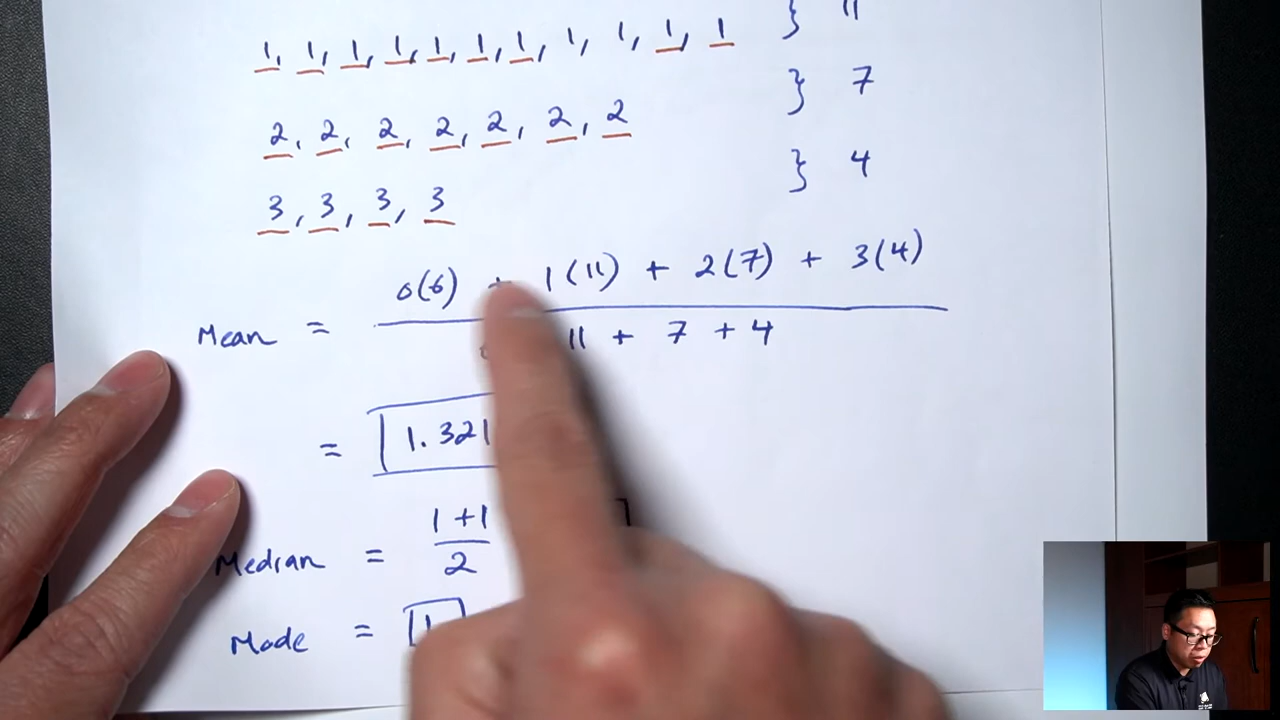 1, 1, 1, 1, 1, 1, 1, 1, 1, 1, 1 } 11
2, 2, 2, 2, 2, 2, 2 } 7
3, 3, 3, 3 } 4
0(6) + 1(11) + 2(7) + 3(4)
Mean =
11 + 7 + 4
= 1.321
Median = 1+1
2
Mode = 1